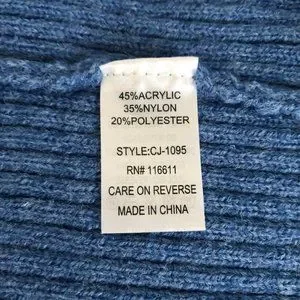 45%ACRYLIC
35%NYLON
20%POLYESTER
STYLE:CJ-1095
RN# 116611
CARE ON REVERSE
MADE IN CHINA